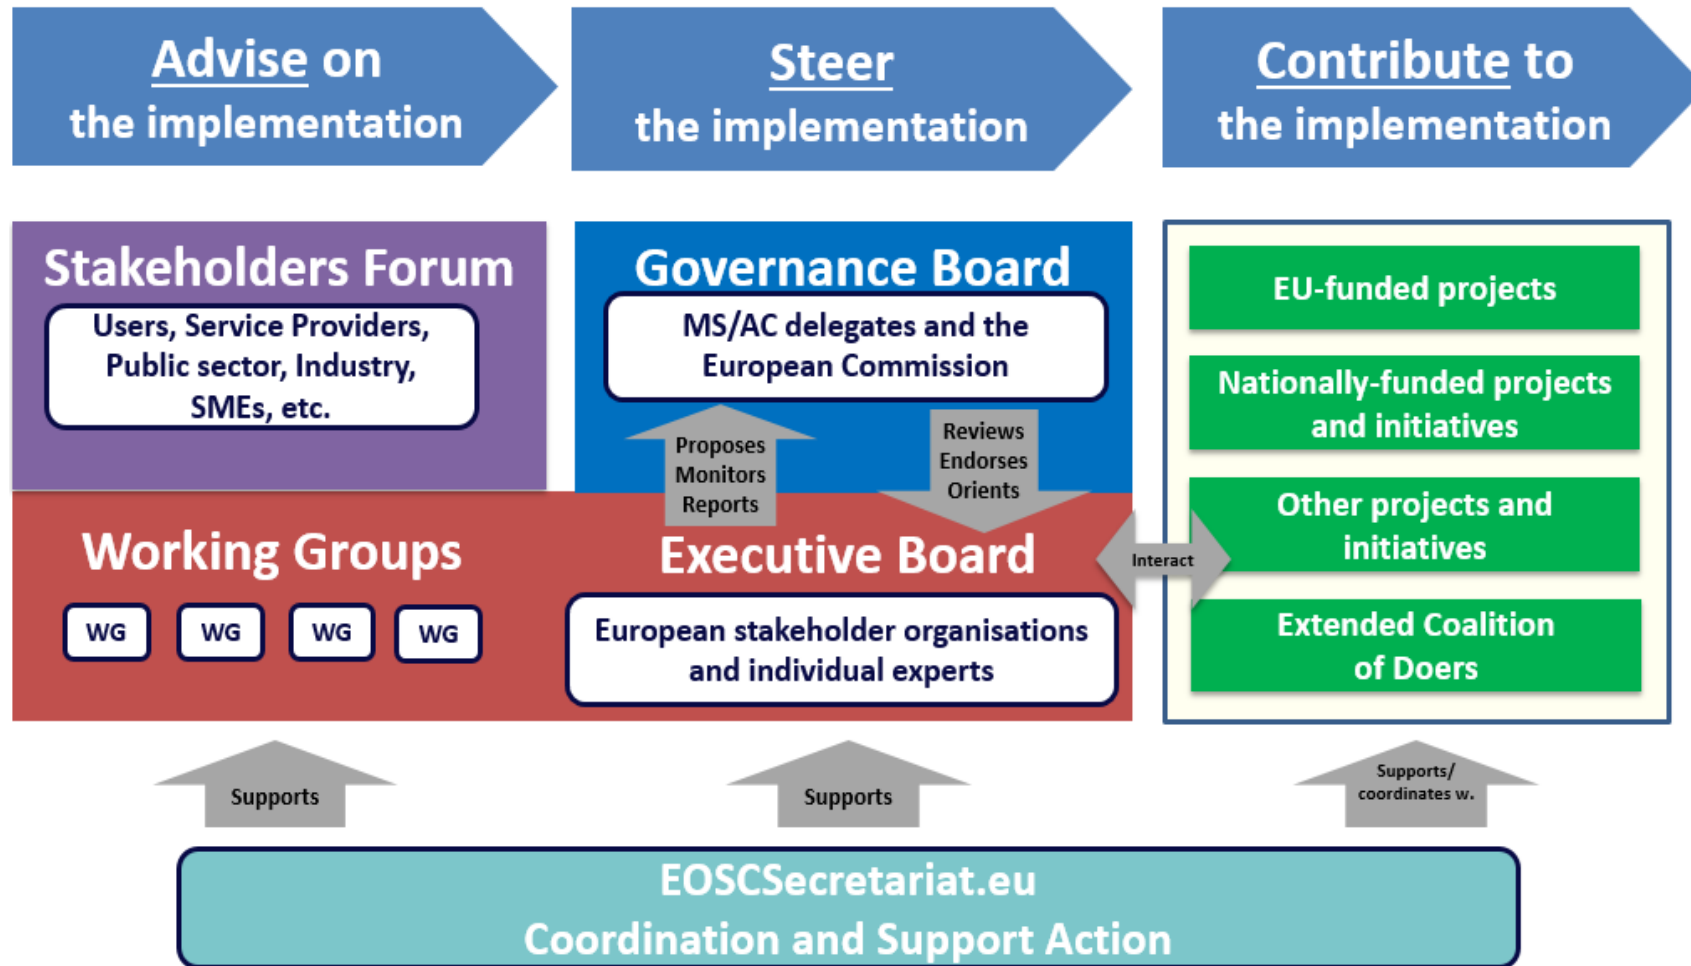 Advise on
the implementation
Steer
the implementation
Contribute to
the implementation
Stakeholders Forum
Users, Service Providers,
Public sector, Industry,
SMEs, etc.
Governance Board
MS/AC delegates and the
European Commission
Proposes
Monitors
Reports
Reviews
Endorses
Orients
Working Groups
WG
WG
WG
WG
Executive Board
European stakeholder organisations
and individual experts
Interact
EU-funded projects
Nationally-funded projects
and initiatives
Other projects and
initiatives
Extended Coalition
of Doers
Supports
Supports
Supports/
coordinates w.
EOSCSecretariat.eu
Coordination and Support Action